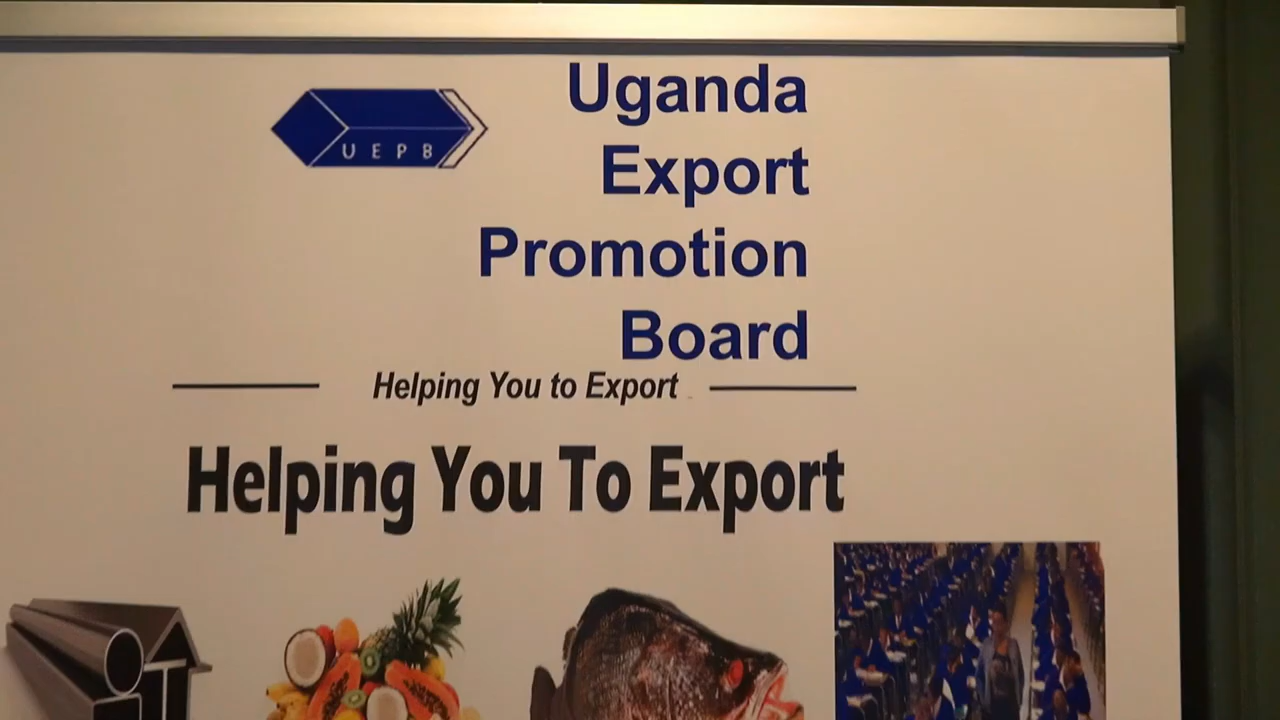 UEPB
Uganda
Export
Promotion
Board
Helping You to Export
Helping You To Export